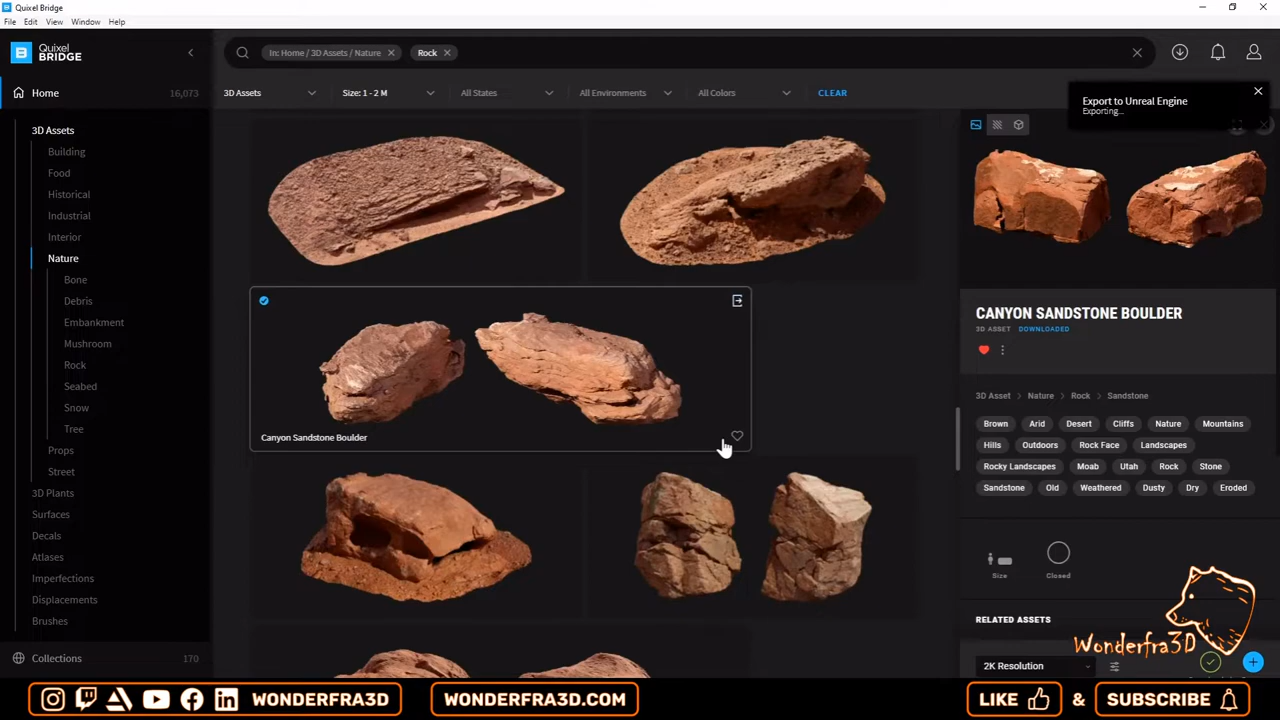 Quixel Bridge
File Edit View Window Help
Quixel
BRIDGE
In: Home / 3D Assets / Nature
Rock
Home 16,073
3D Assets
Size: 1 - 2 M
All States
All Environments
All Colors
CLEAR
Export to Unreal Engine
Exporting...
3D Assets
Building
Food
Historical
Industrial
Interior
Nature
Bone
Debris
Embankment
Mushroom
Rock
Seabed
Snow
Tree
Props
Street
3D Plants
Surfaces
Decals
Atlases
Imperfections
Displacements
Brushes
Collections 170
Canyon Sandstone Boulder
CANYON SANDSTONE BOULDER
3D ASSET DOWNLOADED
3D Asset > Nature > Rock > Sandstone
Brown Arid Desert Cliffs Nature Mountains
Hills Outdoors Rock Face Landscapes
Rocky Landscapes Moab Utah Rock Stone
Sandstone Old Weathered Dusty Dry Eroded
Size Closed
RELATED ASSETS
2K Resolution
Wonderfra3D
WONDERFRA3D
WONDERFRA3D.COM
LIKE & SUBSCRIBE